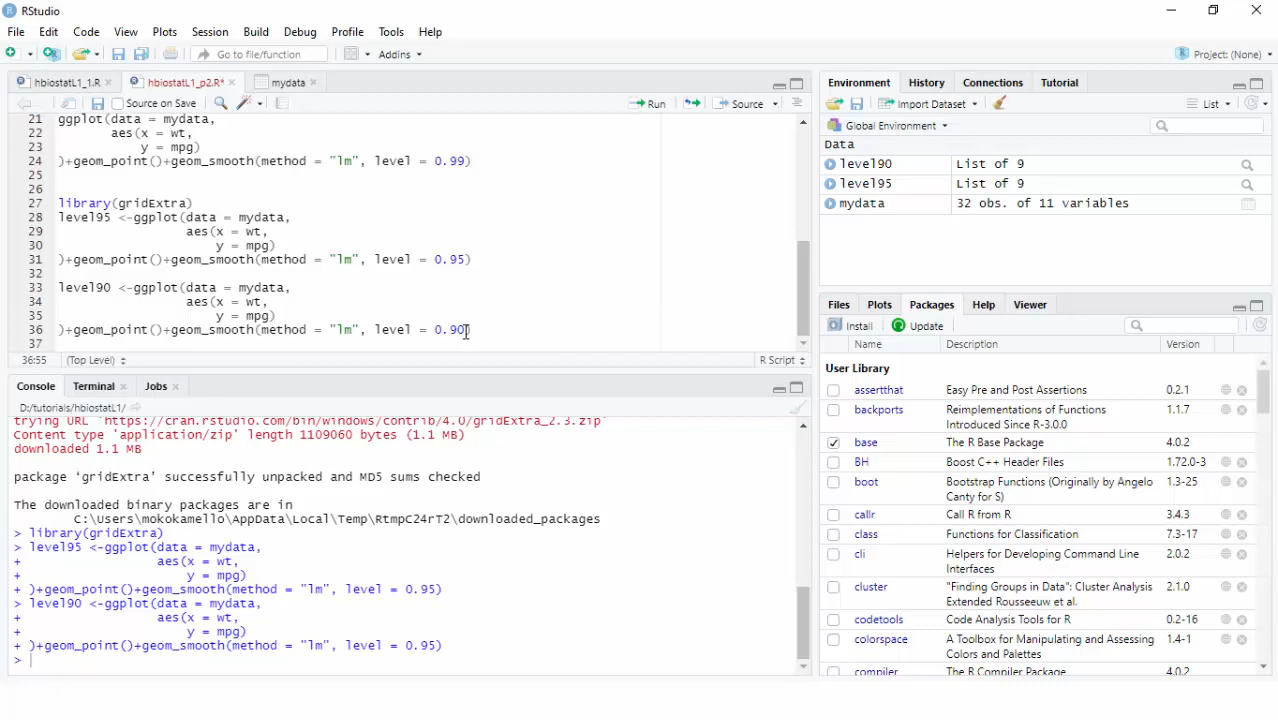 RStudio
File Edit Code View Plots Session Build Debug Profile Tools Help
Go to file/function Addins Project: (None)
hbiostatL1_1.R hbiostatL1_p2.R* mydata
Source on Save Run Source
21 ggplot(data = mydata,
22 aes(x = wt,
23 y = mpg)
24 )+geom_point()+geom_smooth(method = "lm", level = 0.99)
25
26
27 library(gridExtra)
28 level95 <-ggplot(data = mydata,
29 aes(x = wt,
30 y = mpg)
31 )+geom_point()+geom_smooth(method = "lm", level = 0.95)
32
33 level90 <-ggplot(data = mydata,
34 aes(x = wt,
35 y = mpg)
36 )+geom_point()+geom_smooth(method = "lm", level = 0.90)
37
36:55 (Top Level) R Script
Console Terminal Jobs
D:/tutorials/hbiostatL1/
trying URL 'https://cran.rstudio.com/bin/windows/contrib/4.0/gridExtra_2.3.zip'
Content type 'application/zip' length 1109060 bytes (1.1 MB)
downloaded 1.1 MB
package ‘gridExtra’ successfully unpacked and MD5 sums checked
The downloaded binary packages are in
C:\Users\mokokamello\AppData\Local\Temp\RtmpC24rT2\downloaded_packages
> library(gridExtra)
> level95 <-ggplot(data = mydata,
+ aes(x = wt,
+ y = mpg)
+ )+geom_point()+geom_smooth(method = "lm", level = 0.95)
> level90 <-ggplot(data = mydata,
+ aes(x = wt,
+ y = mpg)
+ )+geom_point()+geom_smooth(method = "lm", level = 0.95)
>
Environment History Connections Tutorial
Import Dataset List
Global Environment
Data
level90 List of 9
level95 List of 9
mydata 32 obs. of 11 variables
Files Plots Packages Help Viewer
Install Update
Name Description Version
User Library
assertthat Easy Pre and Post Assertions 0.2.1
backports Reimplementations of Functions 1.1.7
Introduced Since R-3.0.0
base The R Base Package 4.0.2
BH Boost C++ Header Files 1.72.0-3
boot Bootstrap Functions (Originally by Angelo 1.3-25
Canty for S)
callr Call R from R 3.4.3
class Functions for Classification 7.3-17
cli Helpers for Developing Command Line 2.0.2
Interfaces
cluster "Finding Groups in Data": Cluster Analysis 2.1.0
Extended Rousseeuw et al.
codetools Code Analysis Tools for R 0.2-16
colorspace A Toolbox for Manipulating and Assessing 1.4-1
Colors and Palettes
compiler The R Compiler Package 4.0.2